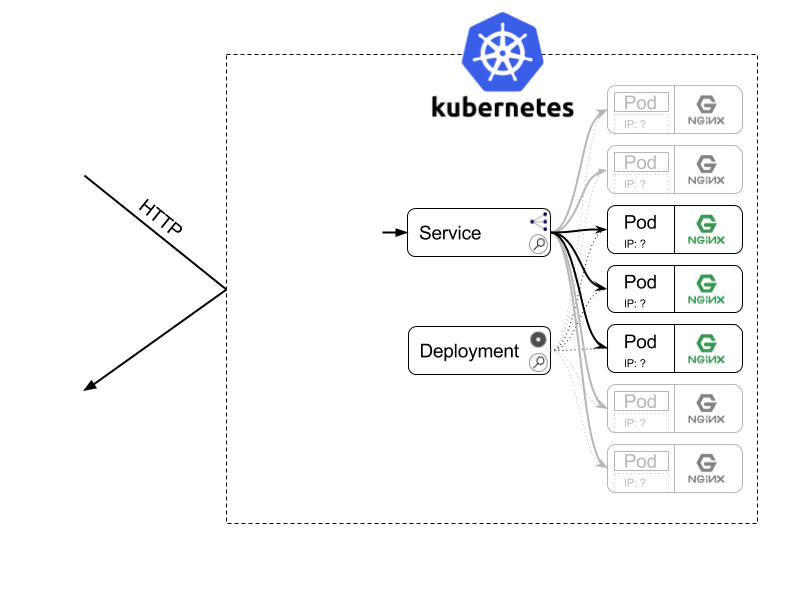 kubernetes
HTTP
Service
Deployment
Pod
IP: ?
NGINX
Pod
IP: ?
NGINX
Pod
IP: ?
NGINX
Pod
IP: ?
NGINX
Pod
IP: ?
NGINX
Pod
IP: ?
NGINX
Pod
IP: ?
NGINX